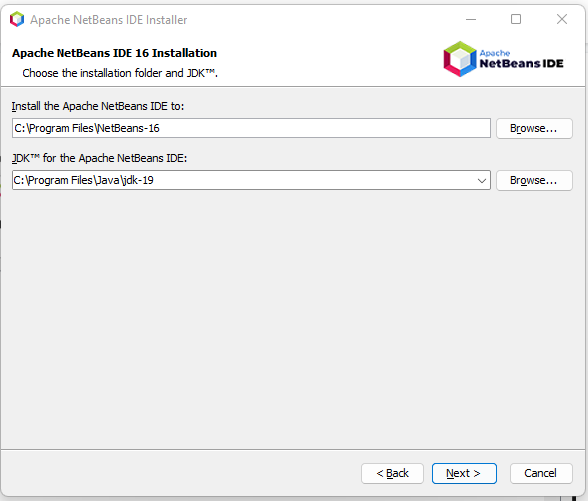 Apache NetBeans IDE Installer
Apache NetBeans IDE 16 Installation
Choose the installation folder and JDK™.
Apache
NetBeans IDE
Install the Apache NetBeans IDE to:
C:\Program Files\NetBeans-16
Browse...
JDK™ for the Apache NetBeans IDE:
C:\Program Files\Java\jdk-19
Browse...
< Back
Next >
Cancel